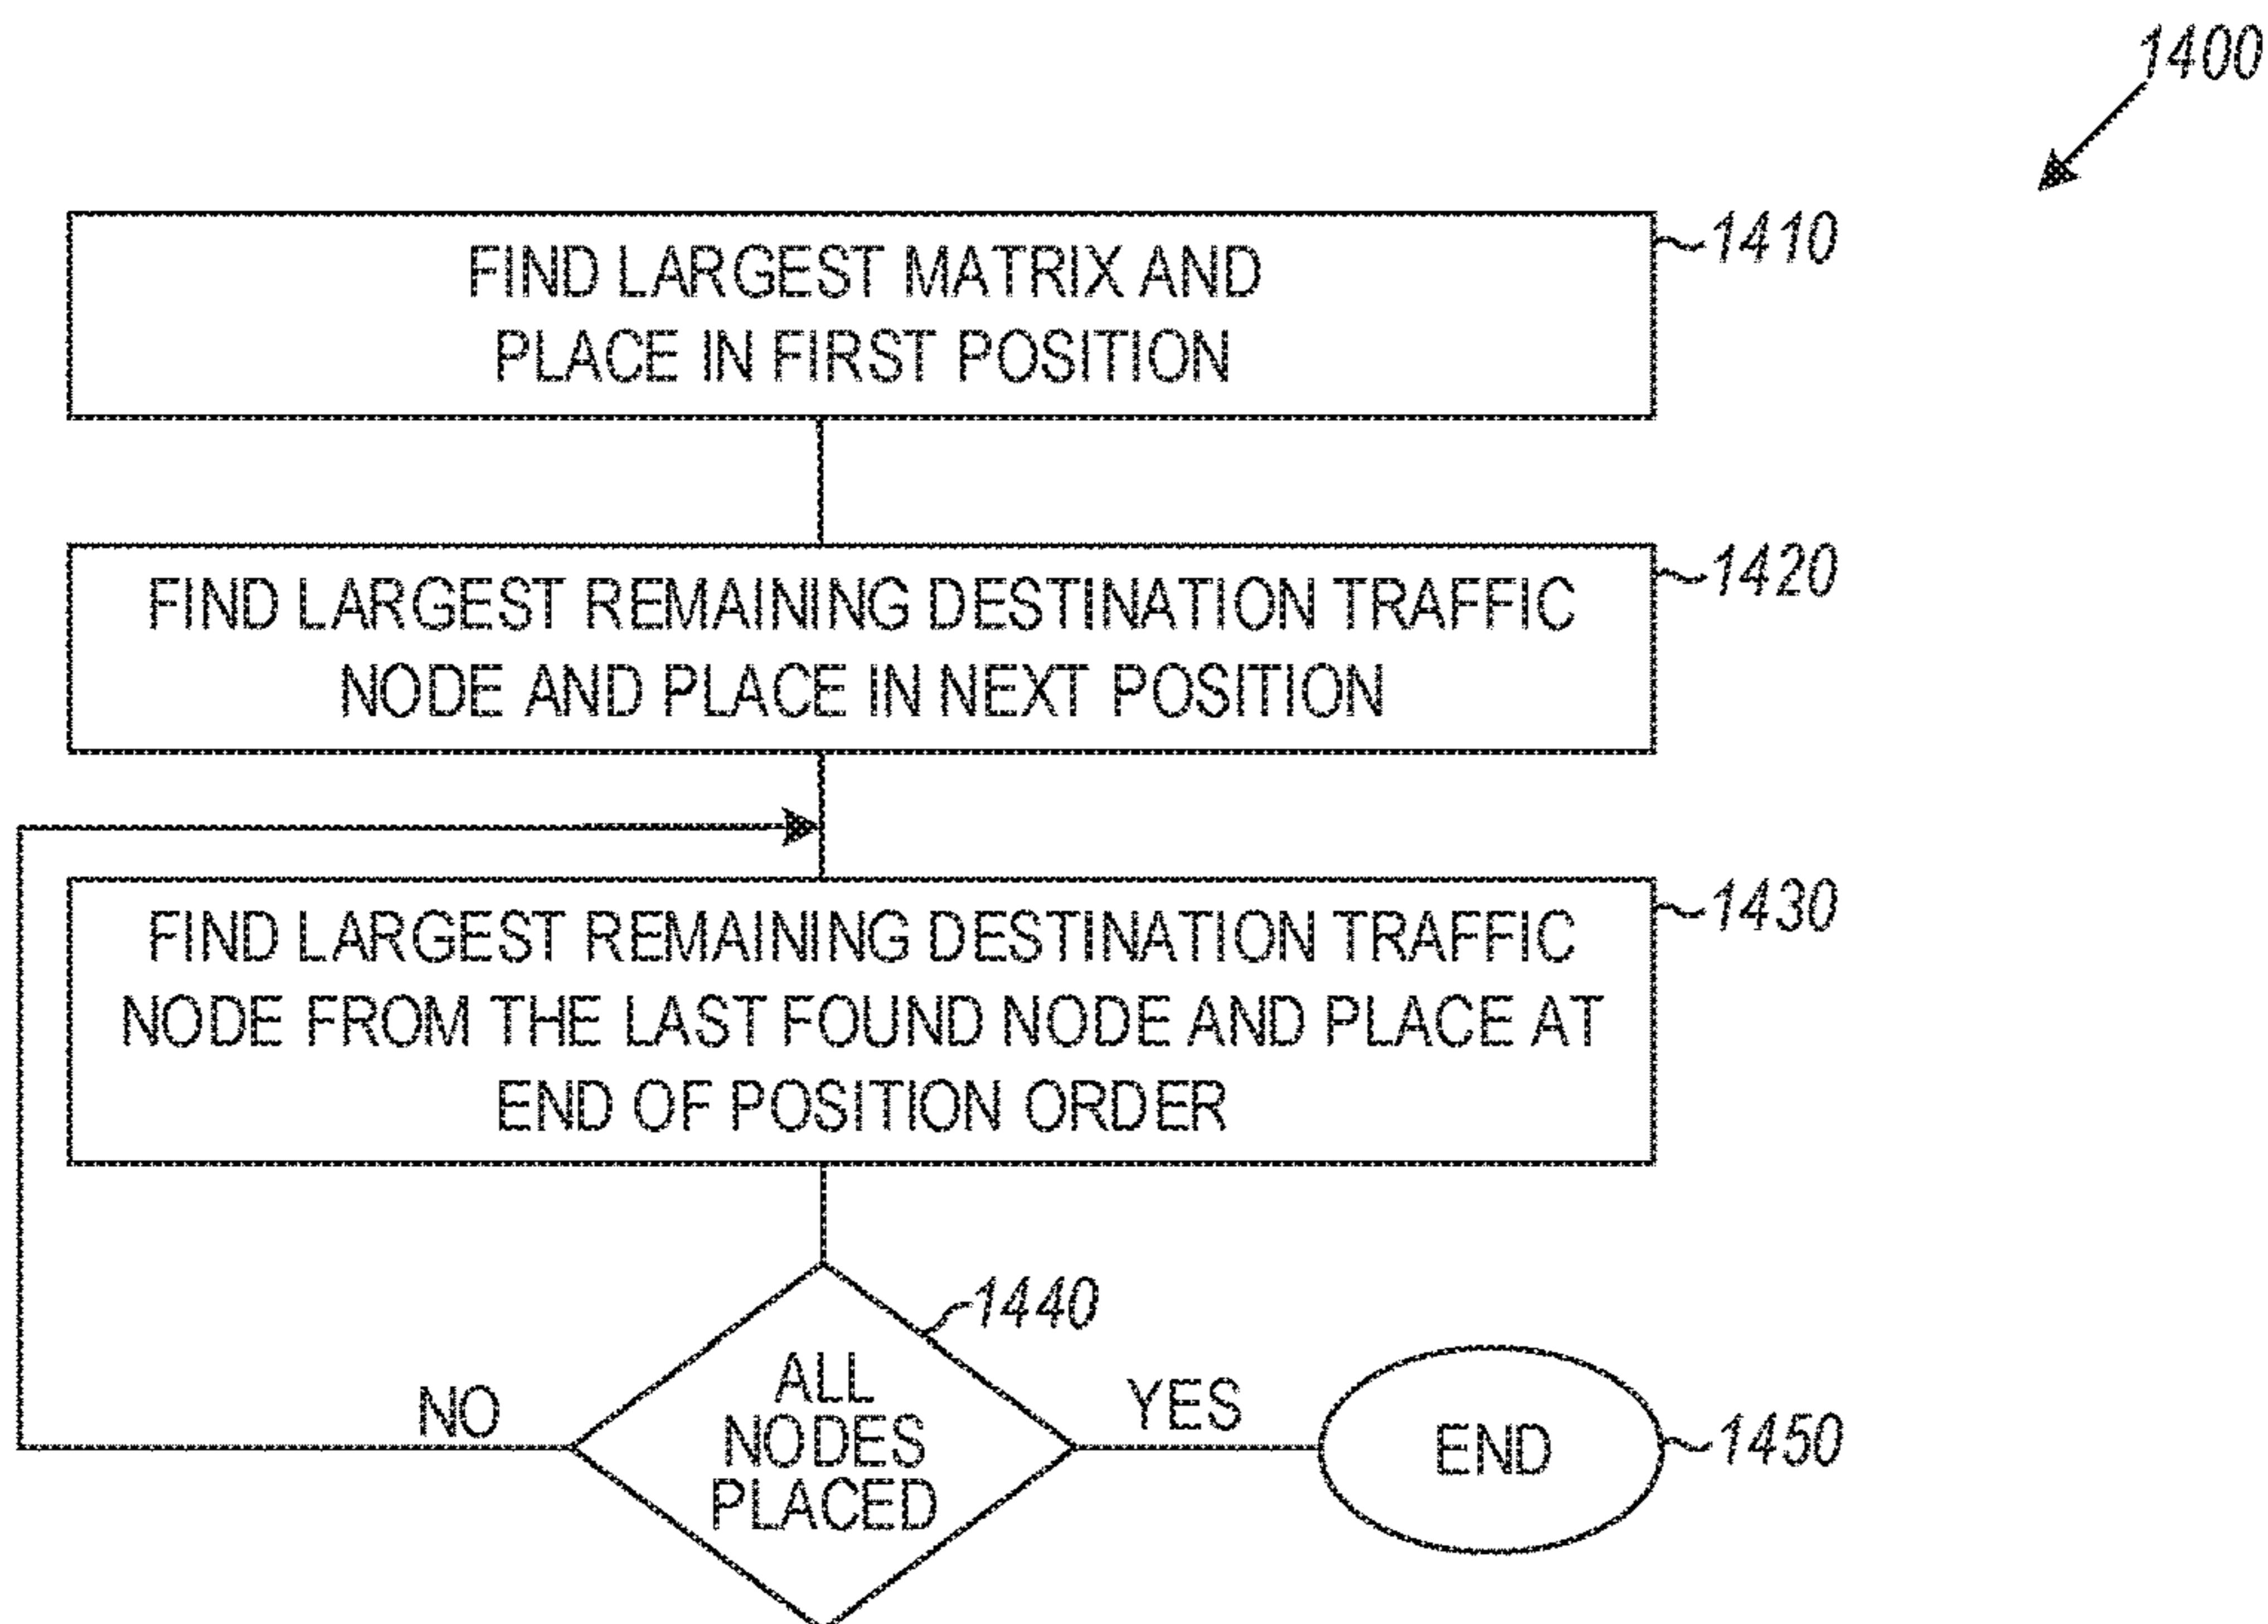 1400
FIND LARGEST MATRIX AND
PLACE IN FIRST POSITION
1410
FIND LARGEST REMAINING DESTINATION TRAFFIC
NODE AND PLACE IN NEXT POSITION
1420
FIND LARGEST REMAINING DESTINATION TRAFFIC
NODE FROM THE LAST FOUND NODE AND PLACE AT
END OF POSITION ORDER
1430
ALL
NODES
PLACED
1440
NO
YES
END
1450